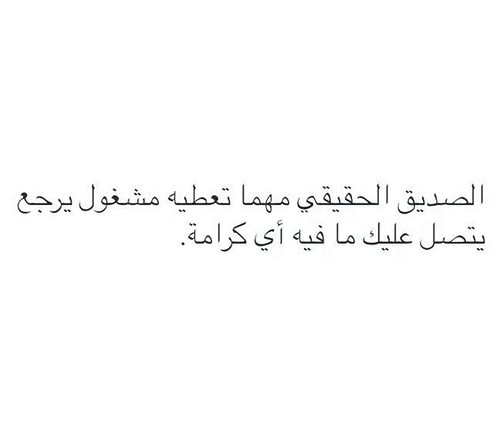 الصديق الحقيقي مهما تعطيه مشغول يرجع
يتصل عليك ما فيه أي كرامة.